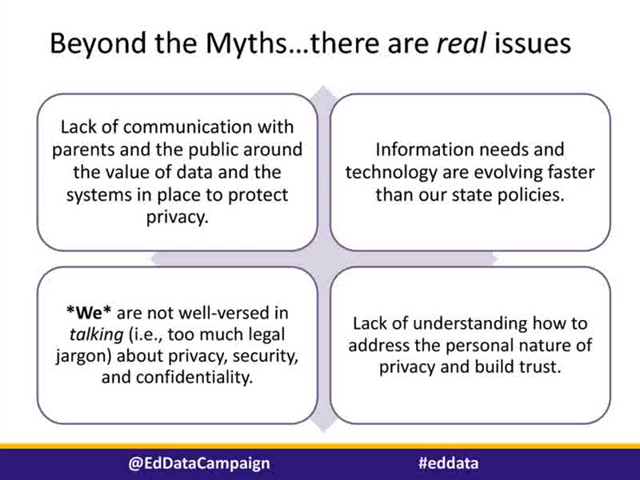 Beyond the Myths...there are real issues
Lack of communication with
parents and the public around
the value of data and the
systems in place to protect
privacy.
Information needs and
technology are evolving faster
than our state policies.
*We* are not well-versed in
talking (i.e., too much legal
jargon) about privacy, security,
and confidentiality.
Lack of understanding how to
address the personal nature of
privacy and build trust.
@EdDataCampaign
#eddata